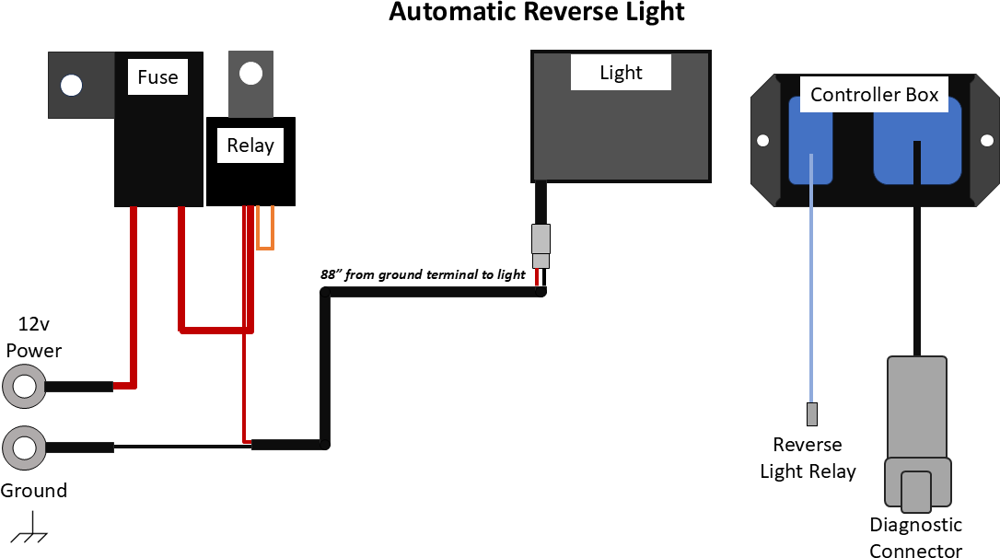 Automatic Reverse Light
Fuse
Relay
Light
Controller Box
88” from ground terminal to light
12v
Power
Ground
Reverse
Light Relay
Diagnostic
Connector